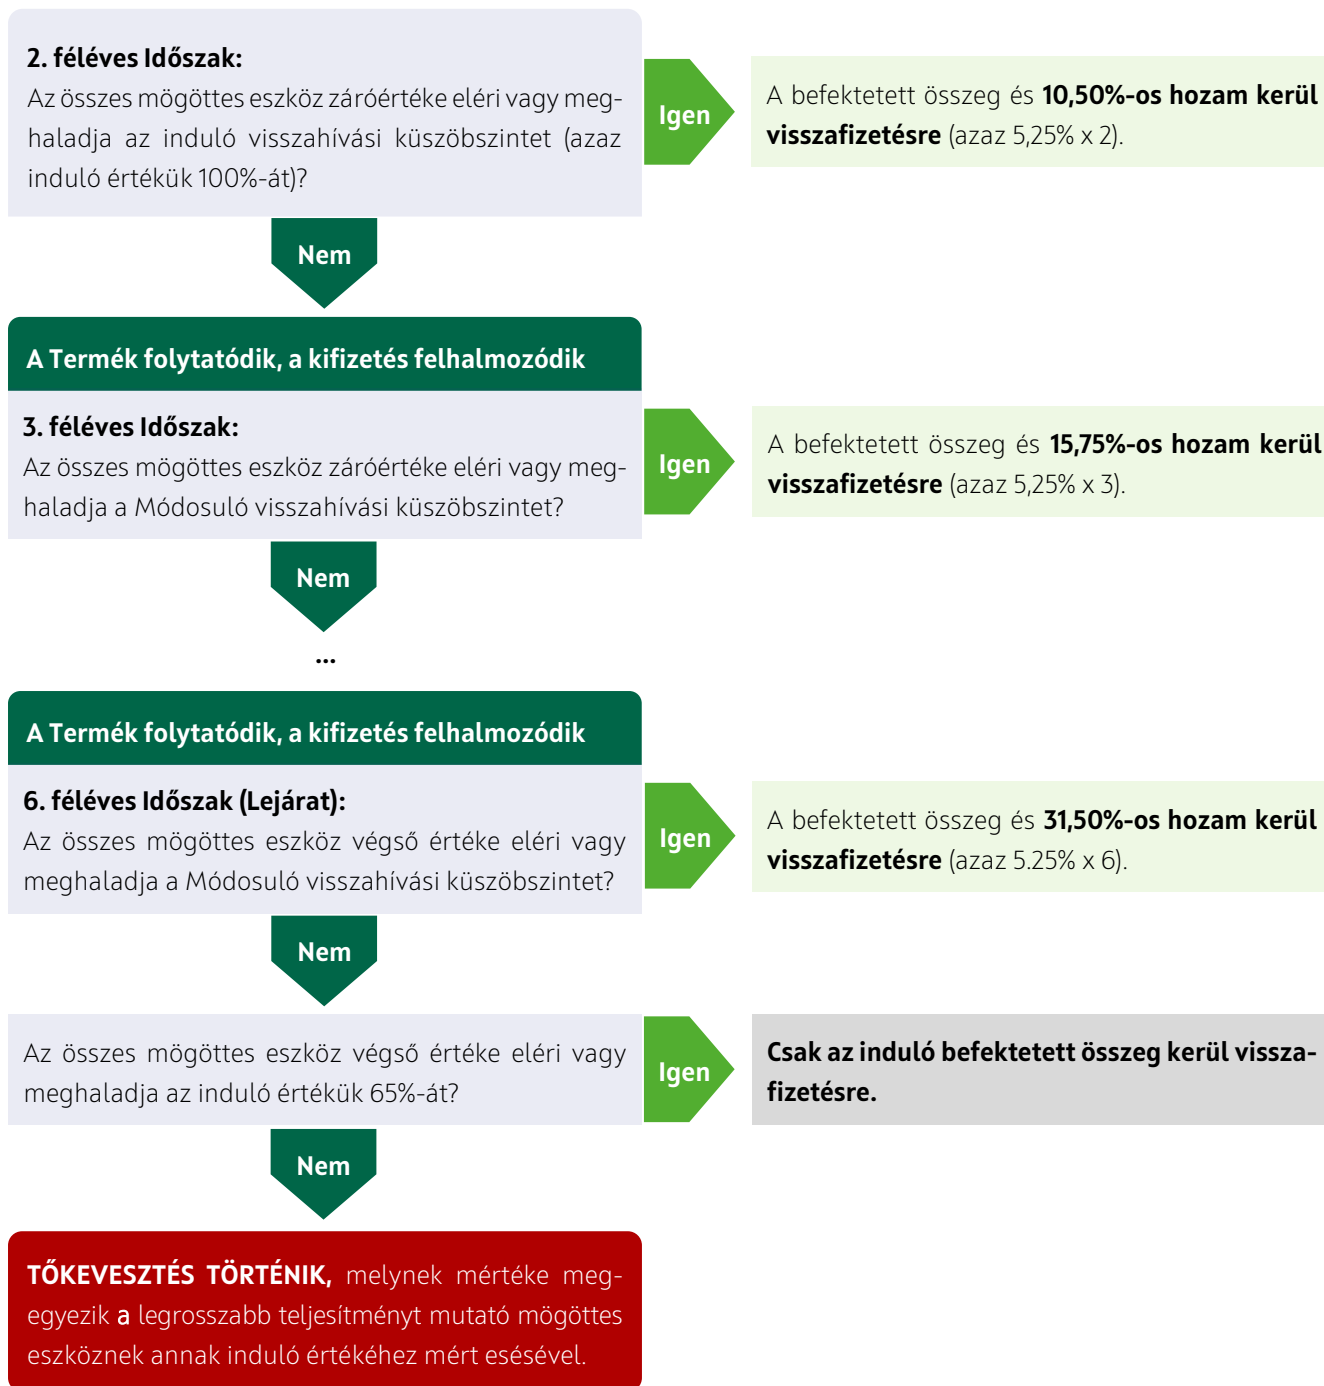 2. féléves Időszak:
Az összes mögöttes eszköz záróértéke eléri vagy meg-
haladja az induló visszahívási küszöbszintet (azaz
induló értékük 100%-át)?
Igen
A befektetett összeg és 10,50%-os hozam kerül
visszafizetésre (azaz 5,25% x 2).
Nem
A Termék folytatódik, a kifizetés felhalmozódik
3. féléves Időszak:
Az összes mögöttes eszköz záróértéke eléri vagy meg-
haladja a Módosuló visszahívási küszöbszintet?
Igen
A befektetett összeg és 15,75%-os hozam kerül
visszafizetésre (azaz 5,25% x 3).
Nem
...
A Termék folytatódik, a kifizetés felhalmozódik
6. féléves Időszak (Lejárat):
Az összes mögöttes eszköz végső értéke eléri vagy
meghaladja a Módosuló visszahívási küszöbszintet?
Igen
A befektetett összeg és 31,50%-os hozam kerül
visszafizetésre (azaz 5.25% x 6).
Nem
Az összes mögöttes eszköz végső értéke eléri vagy
meghaladja az induló értékük 65%-át?
Igen
Csak az induló befektetett összeg kerül vissza-
fizetésre.
Nem
TŐKEVESZTÉS TÖRTÉNIK, melynek mértéke meg-
egyezik a legrosszabb teljesítményt mutató mögöttes
eszköznek annak induló értékéhez mért esésével.